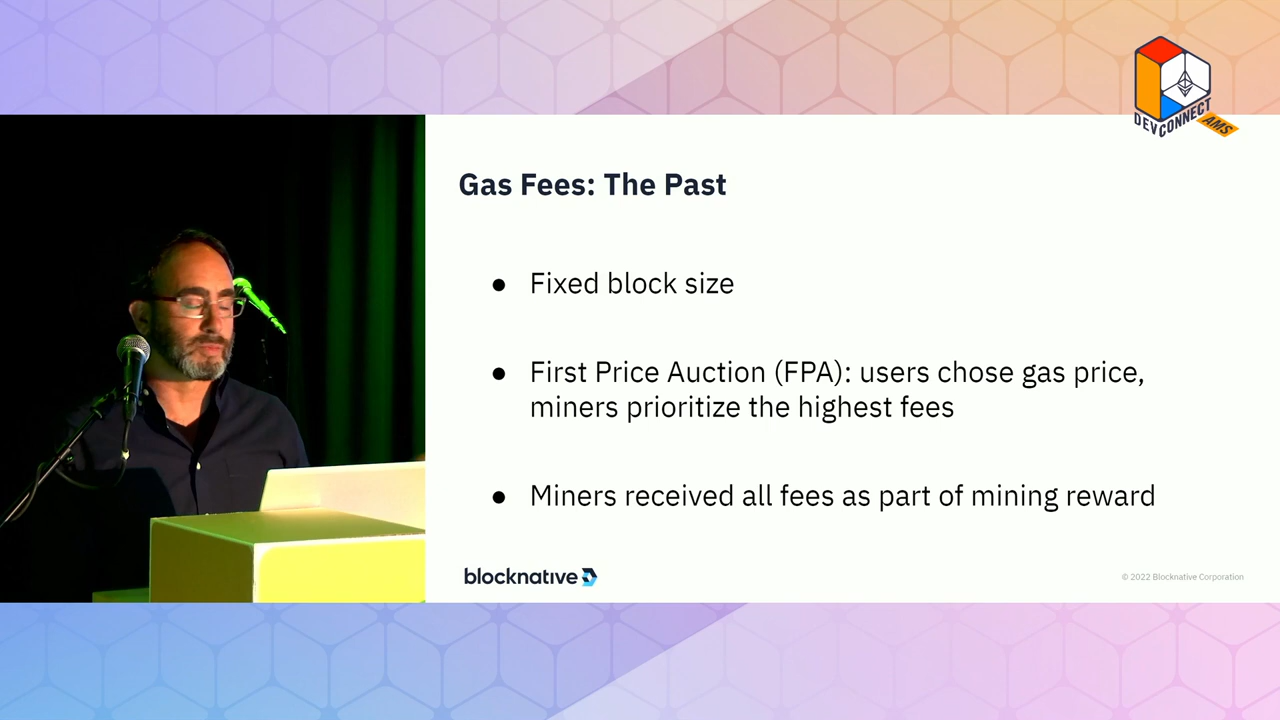 DEVCONNECT
AMS
Gas Fees: The Past
● Fixed block size
● First Price Auction (FPA): users chose gas price,
miners prioritize the highest fees
● Miners received all fees as part of mining reward
blocknative
© 2022 Blocknative Corporation